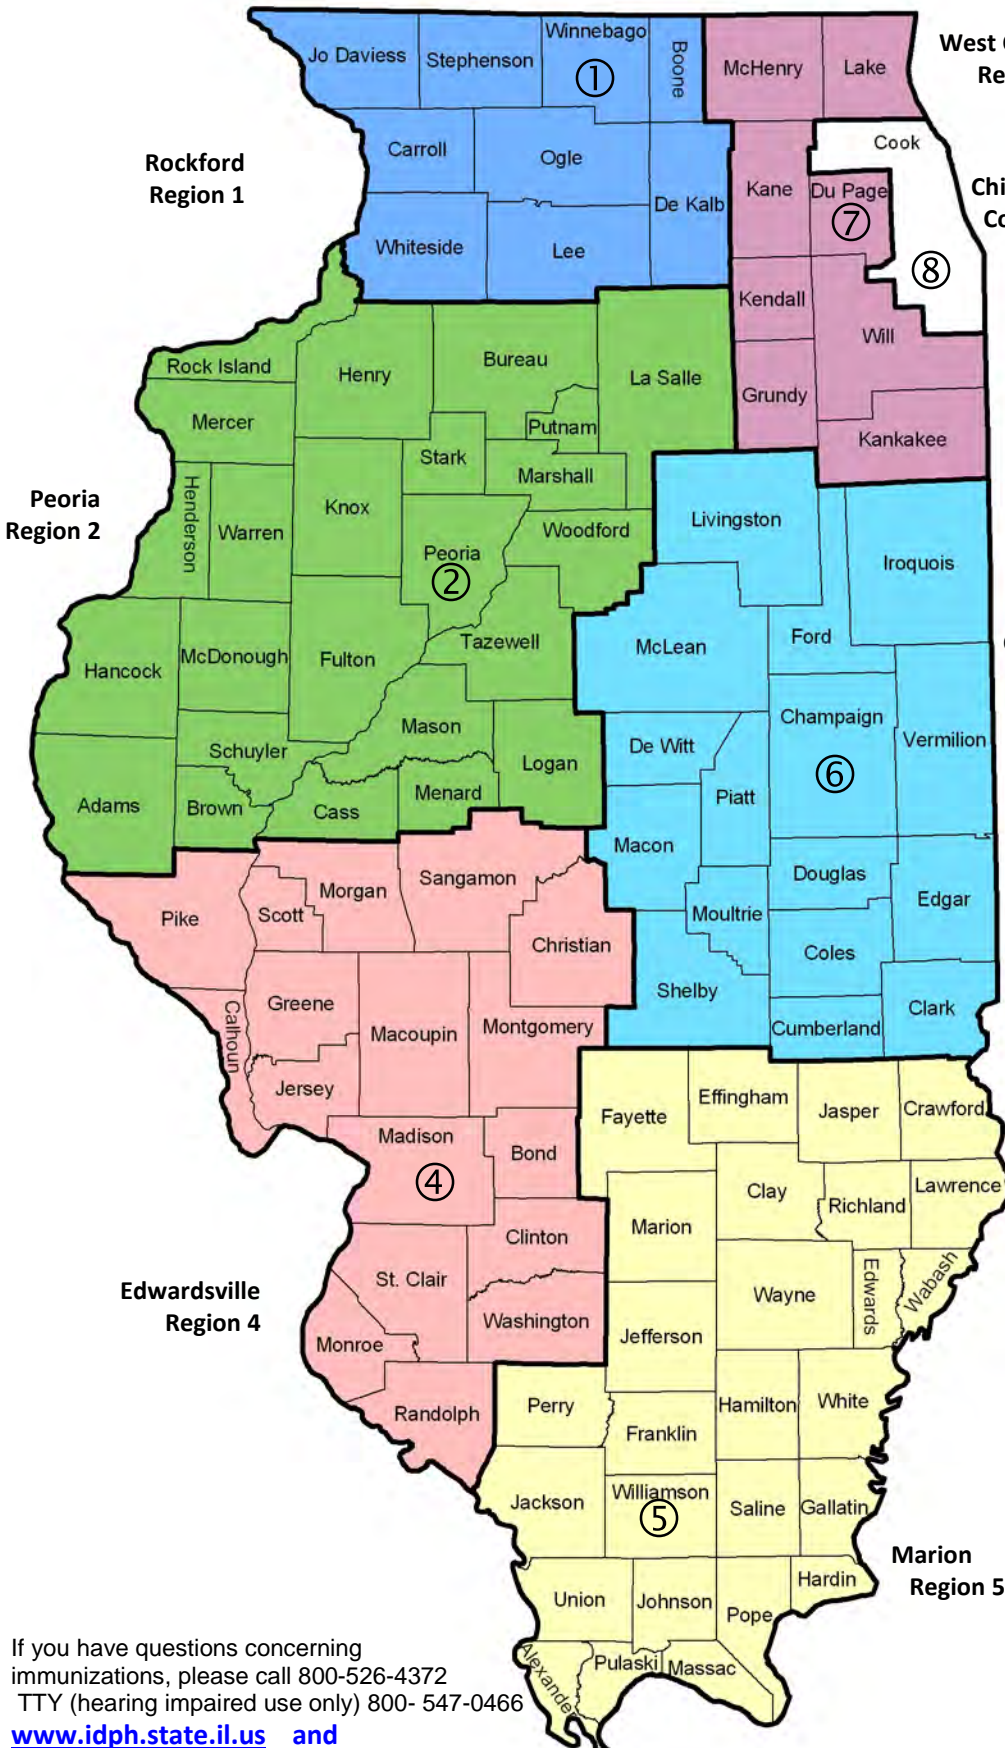 Jo Daviess
Stephenson
Winnebago
Boone
McHenry
Lake
West
①
Carroll
Ogle
De Kalb
Kane
Du Page
Cook
Rockford
Region 1
⑦
⑧
Whiteside
Lee
Kendall
Will
Grundy
Kankakee
Rock Island
Henry
Bureau
La Salle
Mercer
Putnam
Stark
Marshall
Henderson
Warren
Knox
Peoria
Woodford
②
Peoria
Region 2
Livingston
Iroquois
Hancock
McDonough
Fulton
Tazewell
McLean
Ford
Mason
Schuyler
Logan
De Witt
Champaign
Vermilion
Adams
Brown
Cass
Menard
Piatt
⑥
Macon
Douglas
Edgar
Pike
Scott
Morgan
Sangamon
Christian
Moultrie
Coles
Shelby
Cumberland
Clark
Calhoun
Greene
Macoupin
Montgomery
Jersey
Madison
Bond
④
Fayette
Effingham
Jasper
Crawford
Clay
Richland
Lawrence
Marion
Clinton
St. Clair
Washington
Edwardsville
Region 4
Monroe
Randolph
Wayne
Edwards
Wabash
Jefferson
Perry
Franklin
Hamilton
White
Jackson
Williamson
⑤
Saline
Gallatin
Marion
Region 5
Union
Johnson
Pope
Hardin
Alexander
Pulaski
Massac
If you have questions concerning
immunizations, please call 800-526-4372
TTY (hearing impaired use only) 800- 547-0466
www.idph.state.il.us and